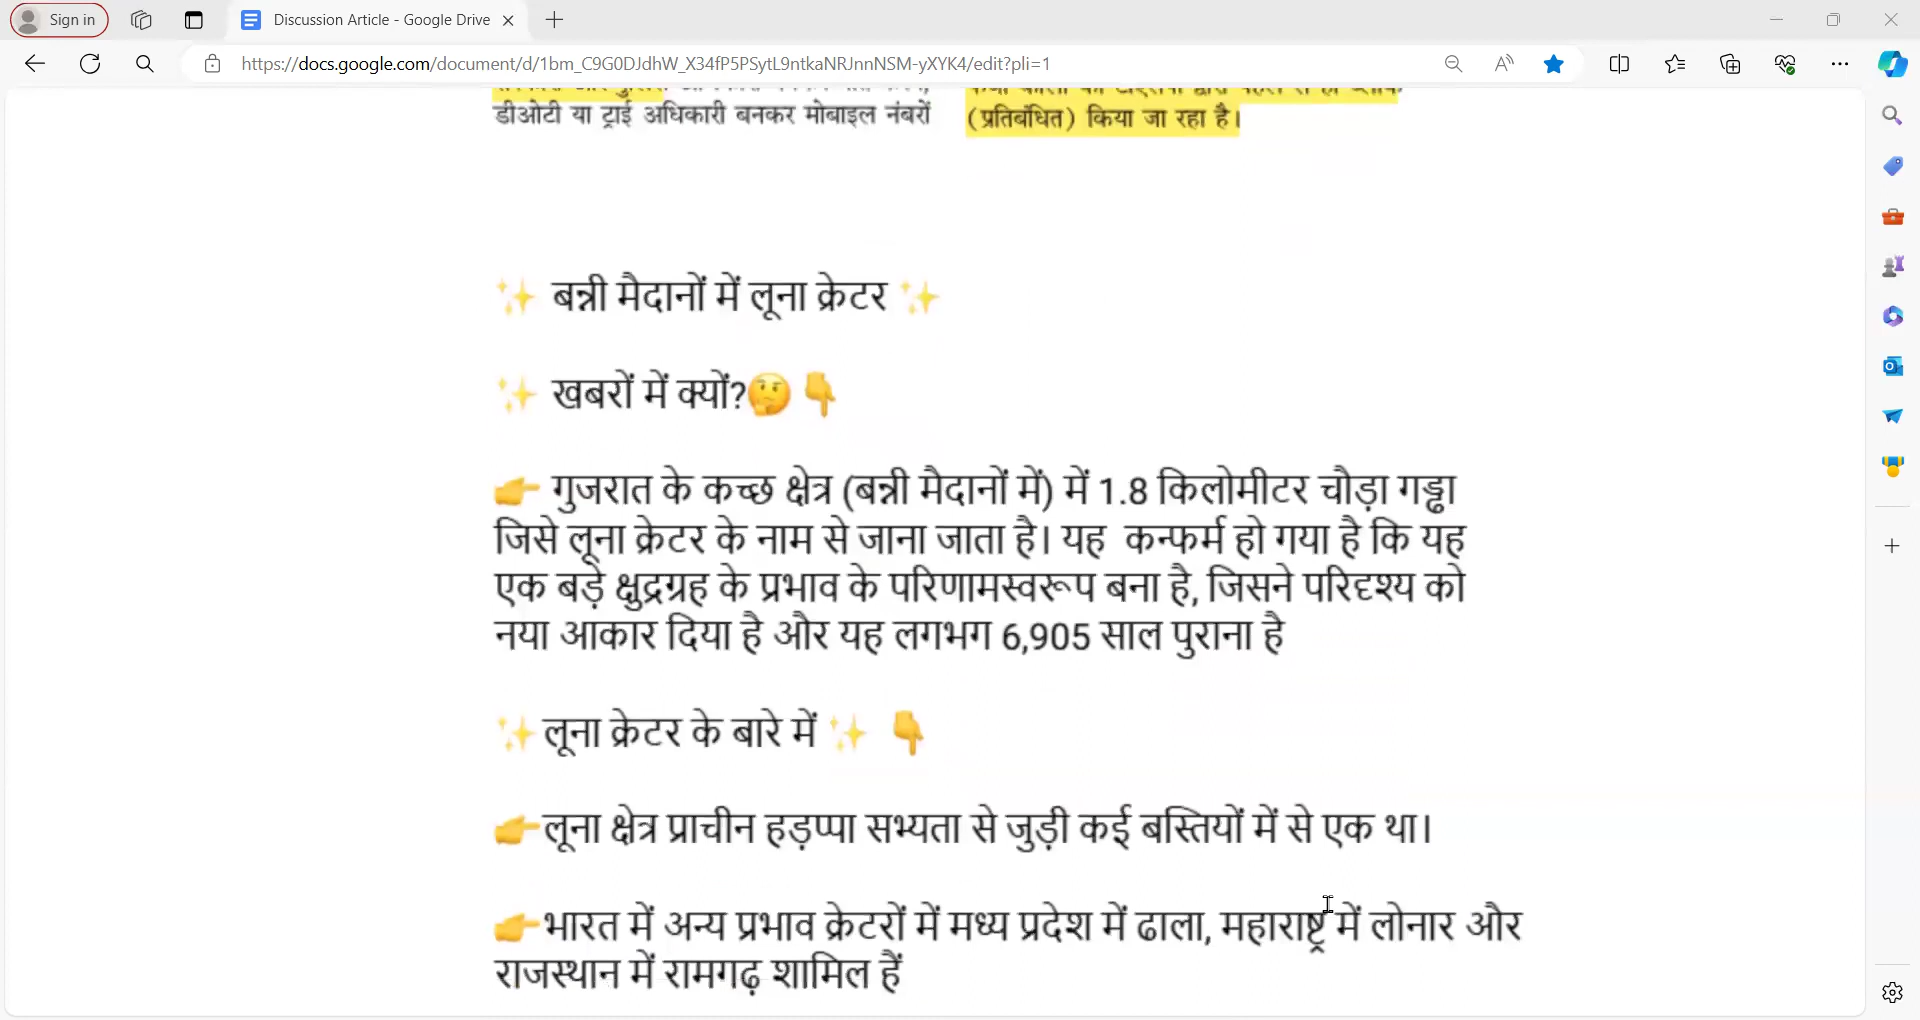 Sign in
Discussion Article - Google Drive
https://docs.google.com/document/d/1bm_C9G0DJdhW_X34fP5PSytL9ntkaNRJnnNSM-yXYK4/edit?pli=1
डीओटी या ट्राई अधिकारी बनकर मोबाइल नंबरों
(प्रतिबंधित) किया जा रहा है।
✨ बन्नी मैदानों में लूना क्रेटर ✨
✨ खबरों में क्यों?🤔👇
👉 गुजरात के कच्छ क्षेत्र (बन्नी मैदानों में) में 1.8 किलोमीटर चौड़ा गड्ढा
जिसे लूना क्रेटर के नाम से जाना जाता है। यह कन्फर्म हो गया है कि यह
एक बड़े क्षुद्रग्रह के प्रभाव के परिणामस्वरूप बना है, जिसने परिदृश्य को
नया आकार दिया है और यह लगभग 6,905 साल पुराना है
✨ लूना क्रेटर के बारे में ✨ 👇
👉लूना क्षेत्र प्राचीन हड़प्पा सभ्यता से जुड़ी कई बस्तियों में से एक था।
👉भारत में अन्य प्रभाव क्रेटरों में मध्य प्रदेश में ढाला, महाराष्ट्र में लोनार और
राजस्थान में रामगढ़ शामिल हैं